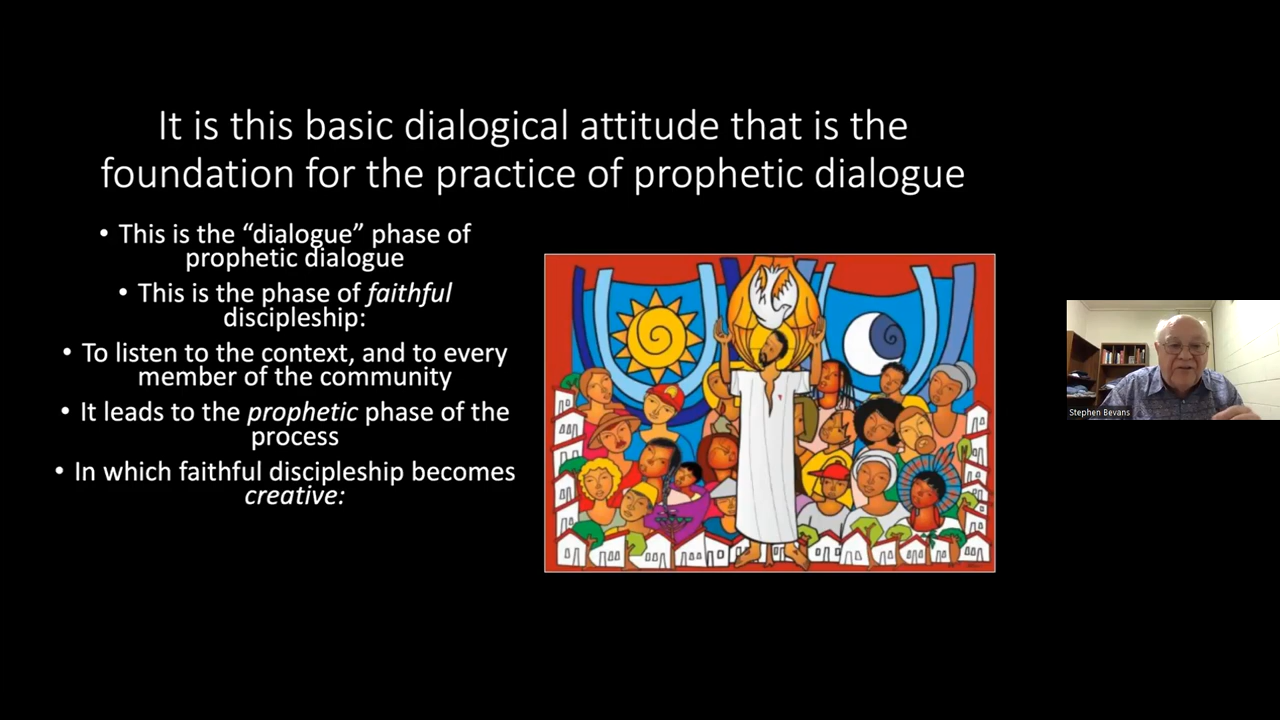 It is this basic dialogical attitude that is the
foundation for the practice of prophetic dialogue
• This is the “dialogue” phase of
prophetic dialogue
• This is the phase of faithful
discipleship:
• To listen to the context, and to every
member of the community
• It leads to the prophetic phase of the
process
• In which faithful discipleship becomes
creative:
Stephen Bevans